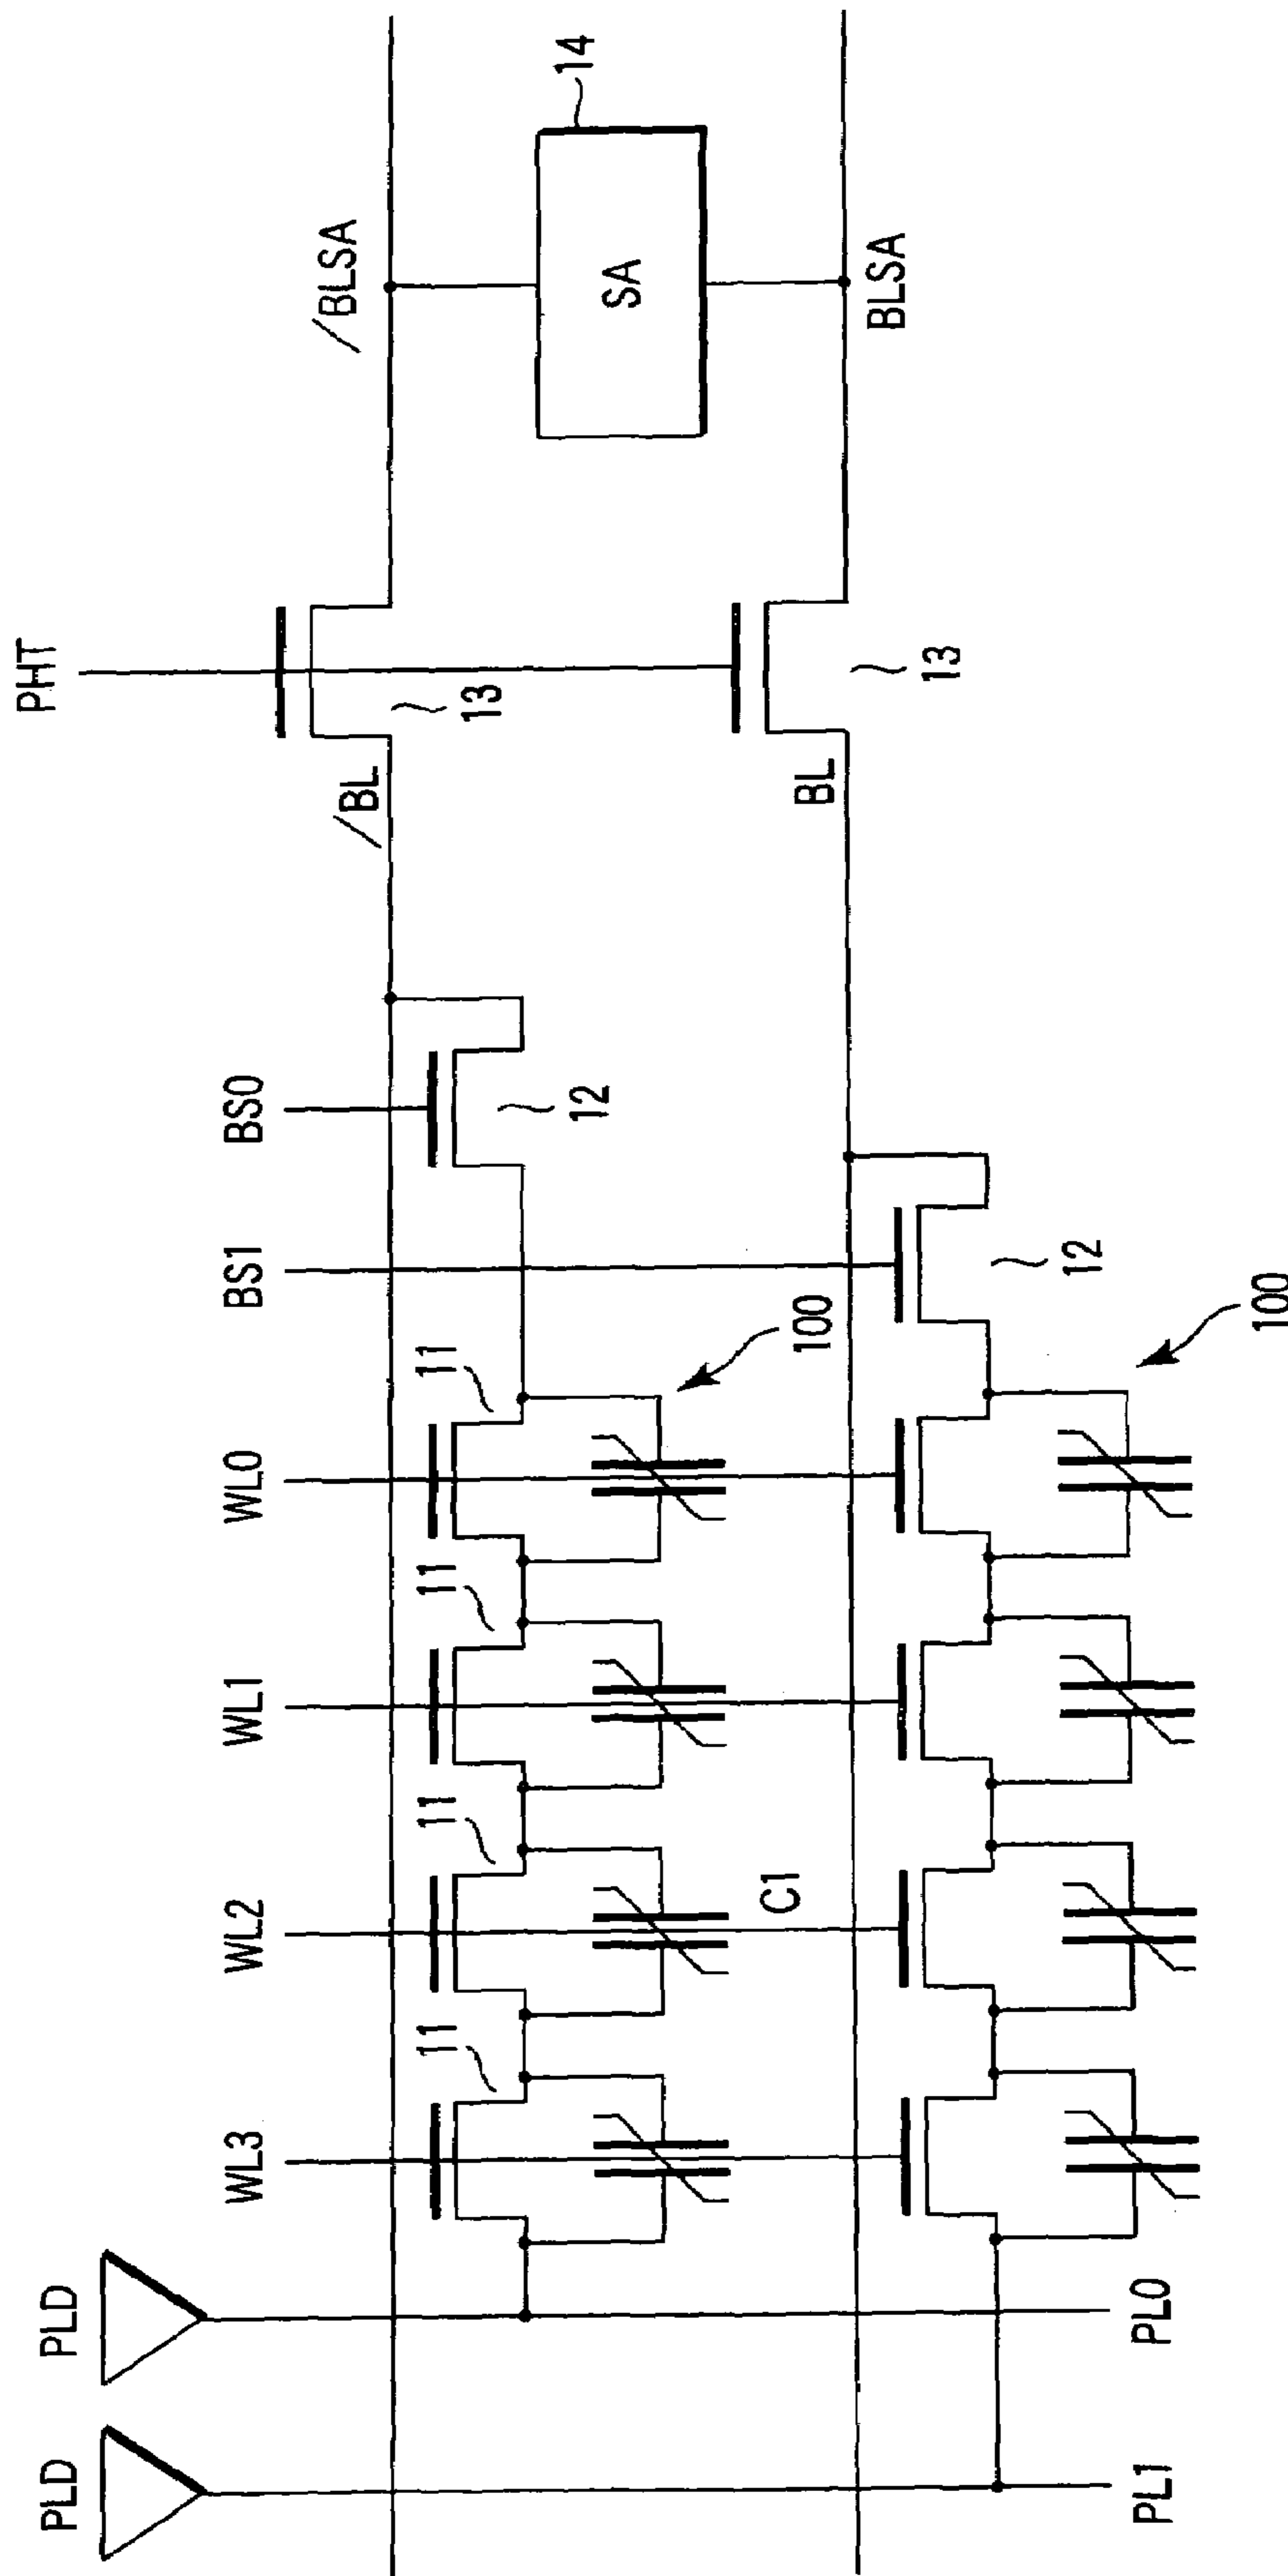 PLD
PLD
PHT
WL3
WL2
WL1
WL0
BS1
BS0
11
11
11
11
12
/BL
13
/BLSA
14
SA
100
C1
BL
13
BLSA
12
100
PL1
PL0